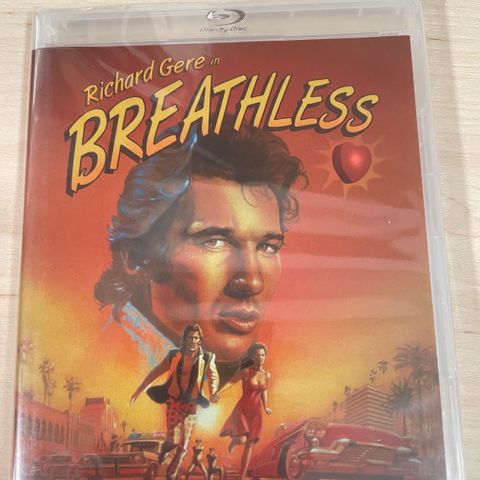 Blu-ray Disc
Richard Gere in
BREATHLESS